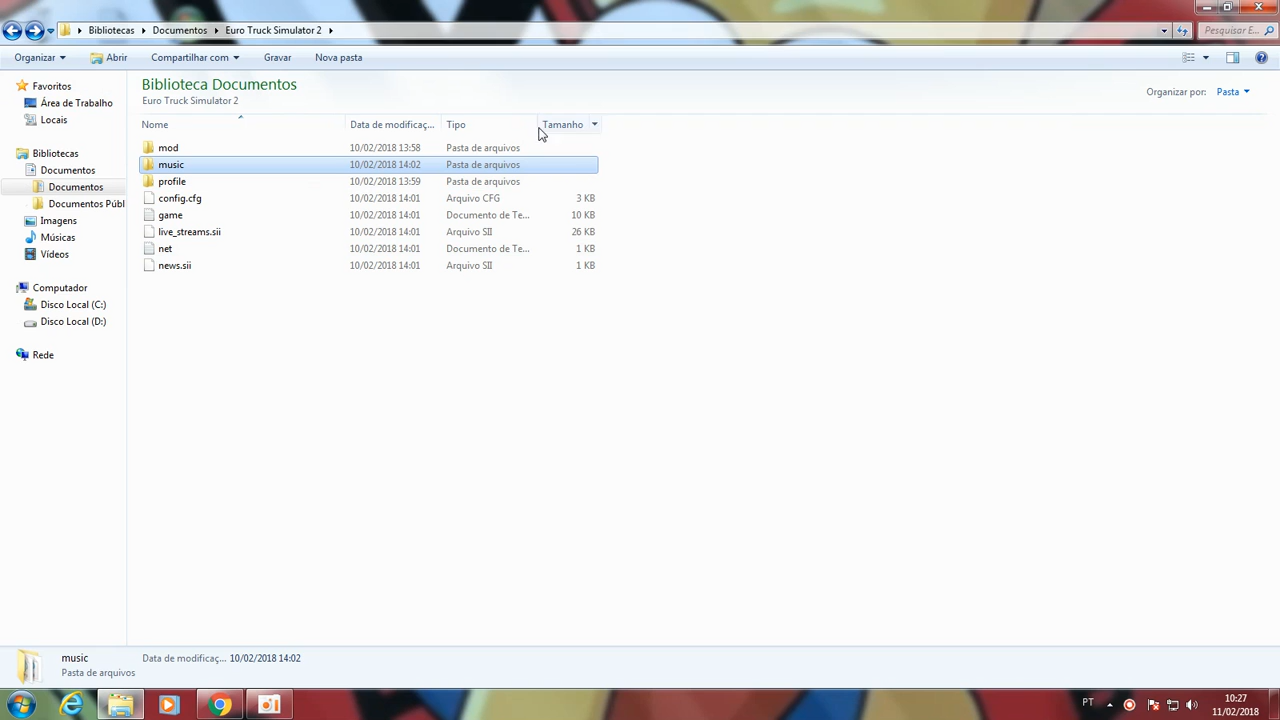 Bibliotecas Documentos Euro Truck Simulator 2
Pesquisar E...
Organizar Abrir Compartilhar com Gravar Nova pasta
Favoritos
Área de Trabalho
Locais
Bibliotecas
Documentos
Documentos
Documentos Públ
Imagens
Músicas
Vídeos
Computador
Disco Local (C:)
Disco Local (D:)
Rede
Biblioteca Documentos
Euro Truck Simulator 2
Organizar por: Pasta
Nome Data de modificaç... Tipo Tamanho
mod 10/02/2018 13:58 Pasta de arquivos
music 10/02/2018 14:02 Pasta de arquivos
profile 10/02/2018 13:59 Pasta de arquivos
config.cfg 10/02/2018 14:01 Arquivo CFG 3 KB
game 10/02/2018 14:01 Documento de Te... 10 KB
live_streams.sii 10/02/2018 14:01 Arquivo SII 26 KB
net 10/02/2018 14:01 Documento de Te... 1 KB
news.sii 10/02/2018 14:01 Arquivo SII 1 KB
music Data de modificaç... 10/02/2018 14:02
Pasta de arquivos
PT
10:27
11/02/2018